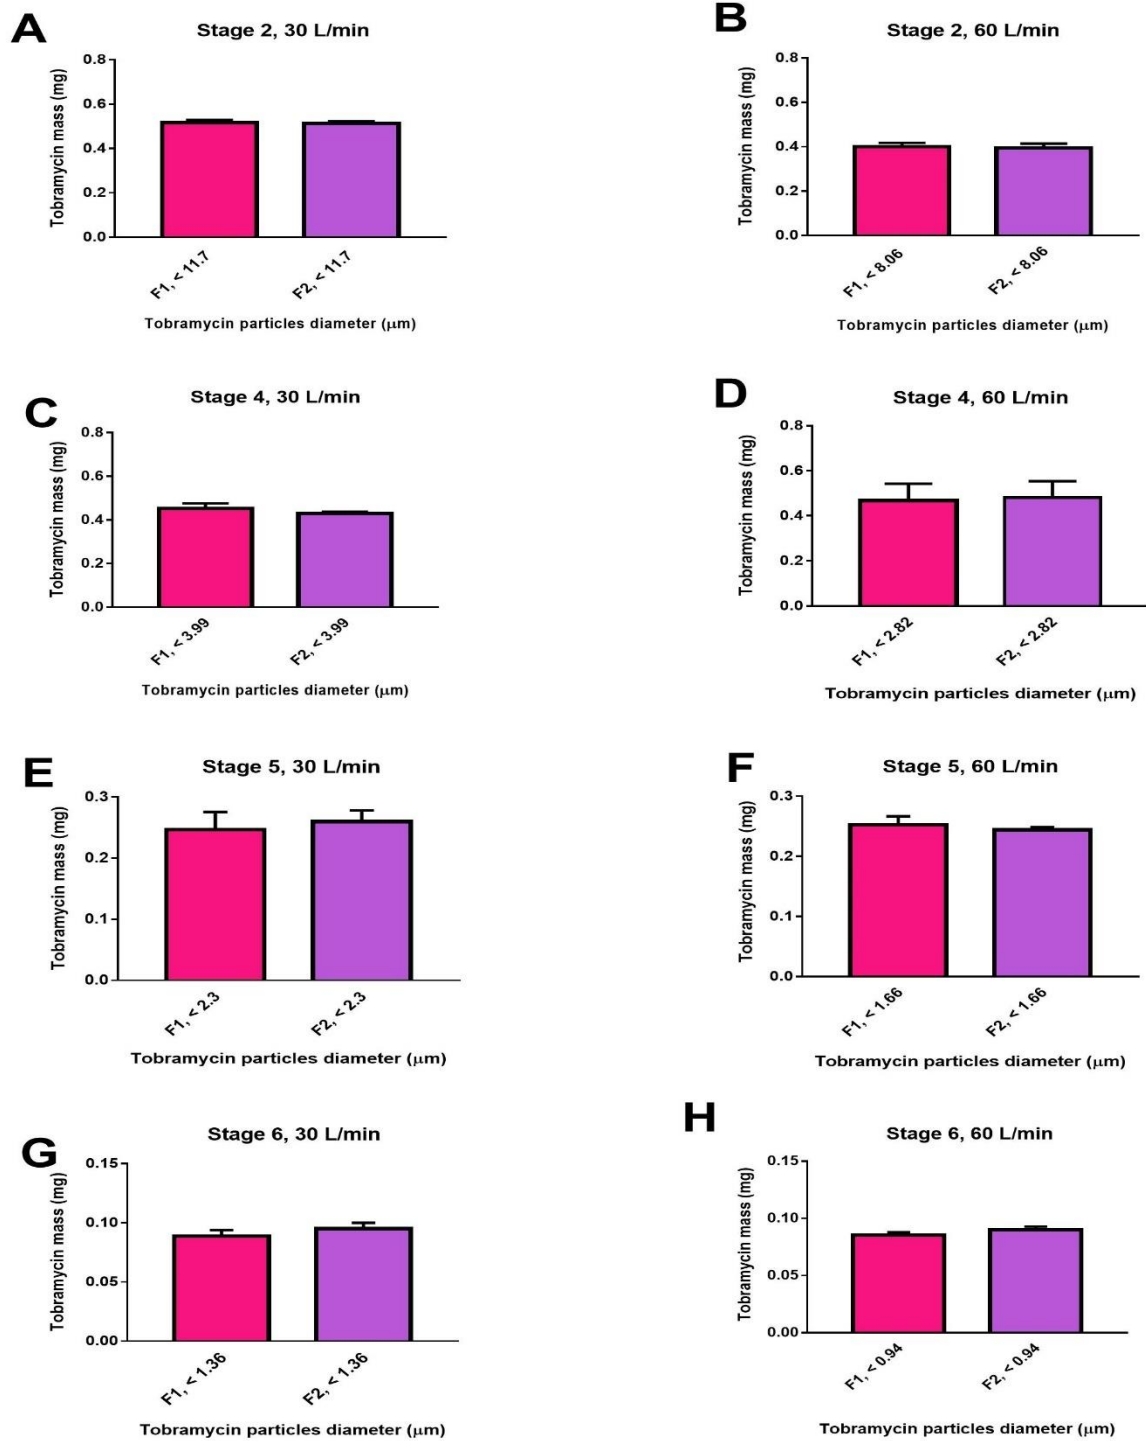 A
Stage 2, 30 L/min
Tobramycin mass (mg)
0.8
0.6
0.4
0.2
0.0
F1, < 11.7
F2, < 11.7
Tobramycin particles diameter (μm)
B
Stage 2, 60 L/min
Tobramycin mass (mg)
0.8
0.6
0.4
0.2
0.0
F1, < 8.06
F2, < 8.06
Tobramycin particles diameter (μm)
C
Stage 4, 30 L/min
Tobramycin mass (mg)
0.8
0.6
0.4
0.2
0.0
F1, < 3.99
F2, < 3.99
Tobramycin particles diameter (μm)
D
Stage 4, 60 L/min
Tobramycin mass (mg)
0.8
0.6
0.4
0.2
0.0
F1, < 2.82
F2, < 2.82
Tobramycin particles diameter (μm)
E
Stage 5, 30 L/min
Tobramycin mass (mg)
0.3
0.2
0.1
0.0
F1, < 2.3
F2, < 2.3
Tobramycin particles diameter (μm)
F
Stage 5, 60 L/min
Tobramycin mass (mg)
0.3
0.2
0.1
0.0
F1, < 1.66
F2, < 1.66
Tobramycin particles diameter (μm)
G
Stage 6, 30 L/min
Tobramycin mass (mg)
0.15
0.10
0.05
0.00
F1, < 1.36
F2, < 1.36
Tobramycin particles diameter (μm)
H
Stage 6, 60 L/min
Tobramycin mass (mg)
0.15
0.10
0.05
0.00
F1, < 0.94
F2, < 0.94
Tobramycin particles diameter (μm)